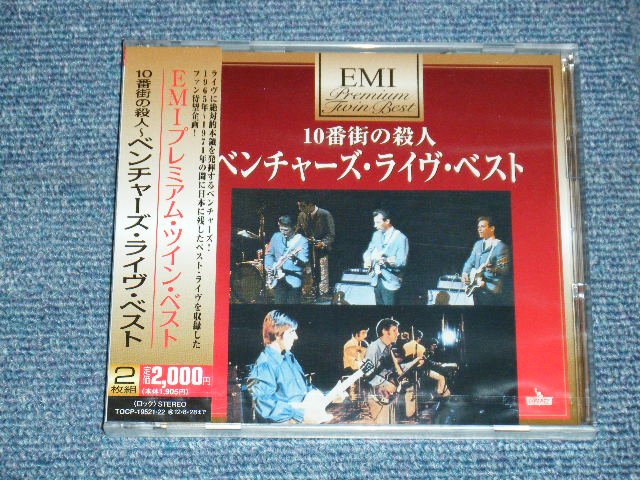 EMI
Premium
Twin Best
10番街の殺人
ベンチャーズ・ライヴ・ベスト
ライヴに絶対的本領を発揮するベンチャーズ!
1965年〜1971年の間に日本に残したベスト・ライヴを収録した
ファン待望企画!
EMIプレミアム・ツイン・ベスト
10番街の殺人〜ベンチャーズ・ライヴ・ベスト
2枚組
定価2,000円
(本体1,905円)
(ロック) STEREO
TOCP-19521・22